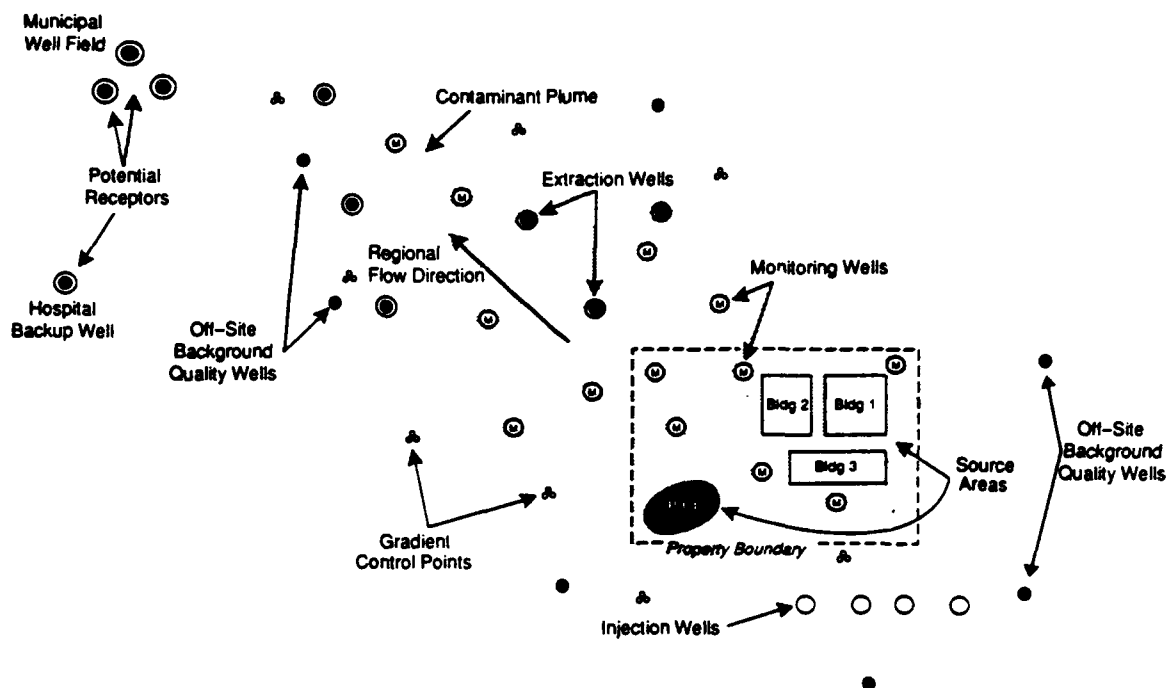 Municipal
Well Field
Contaminant Plume
Potential
Receptors
Extraction Wells
Regional
Flow Direction
Monitoring Wells
Hospital
Backup Well
Off-Site
Background
Quality Wells
M
M
M
M
M
M
M
M
M
M
M
M
M
M
Bldg 2
Bldg 1
Bldg 3
Off-Site
Background
Quality Wells
Source
Areas
Gradient
Control Points
Property Boundary
Injection Wells